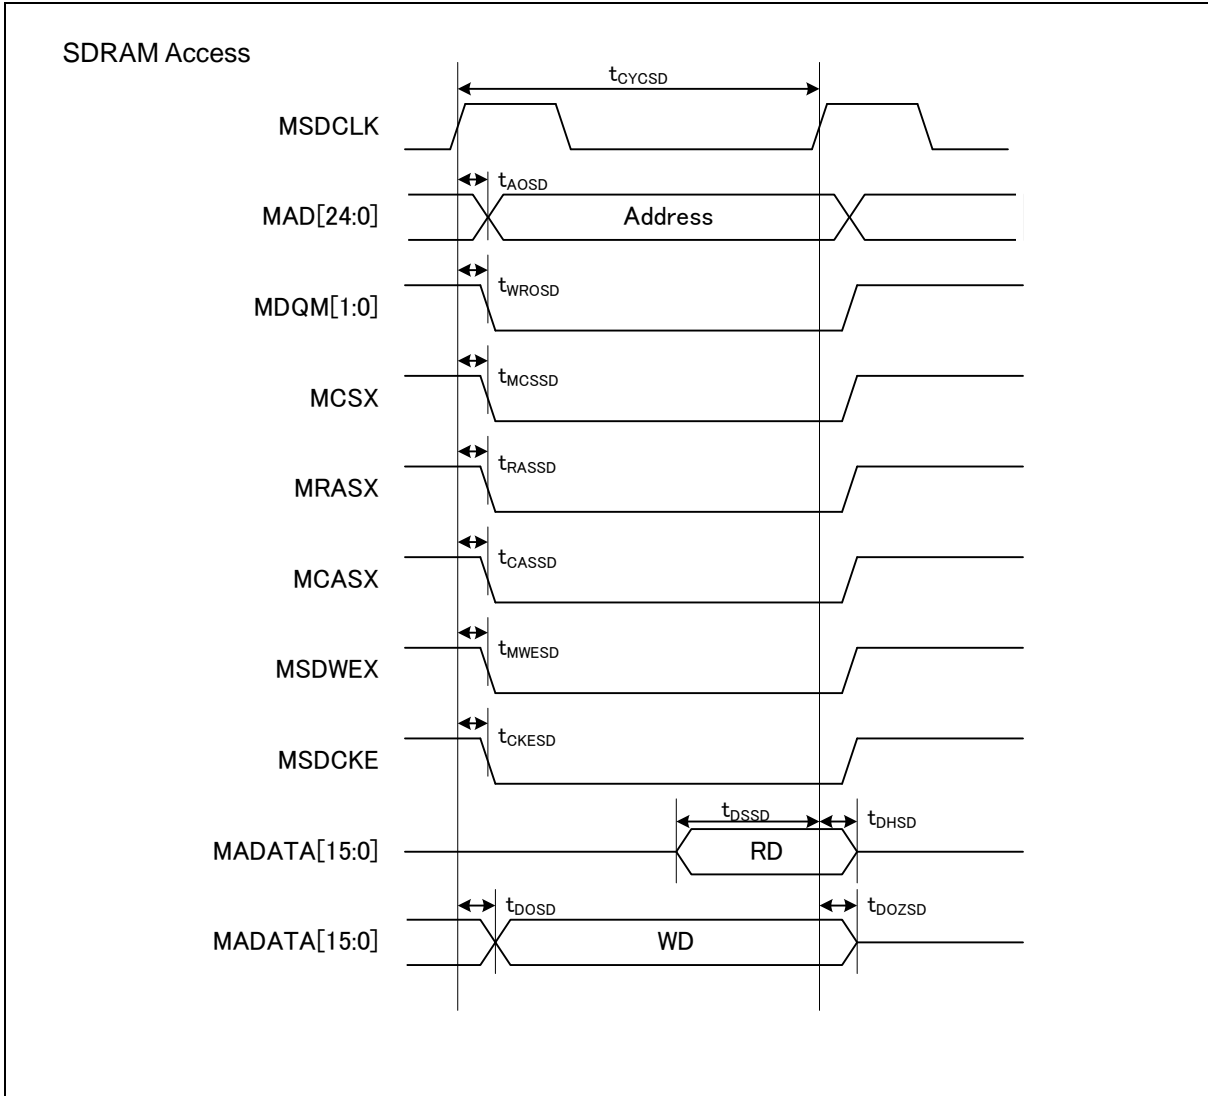 SDRAM Access
tCYCSD
MSDCLK
tAOSD
MAD[24:0] Address
tWROSD
MDQM[1:0]
tMCSSD
MCSX
tRASSD
MRASX
tCASSD
MCASX
tMWESD
MSDWEX
tCKESD
MSDCKE
tDSSD tDHSD
MADATA[15:0] RD
tDOSD tDOZSD
MADATA[15:0] WD